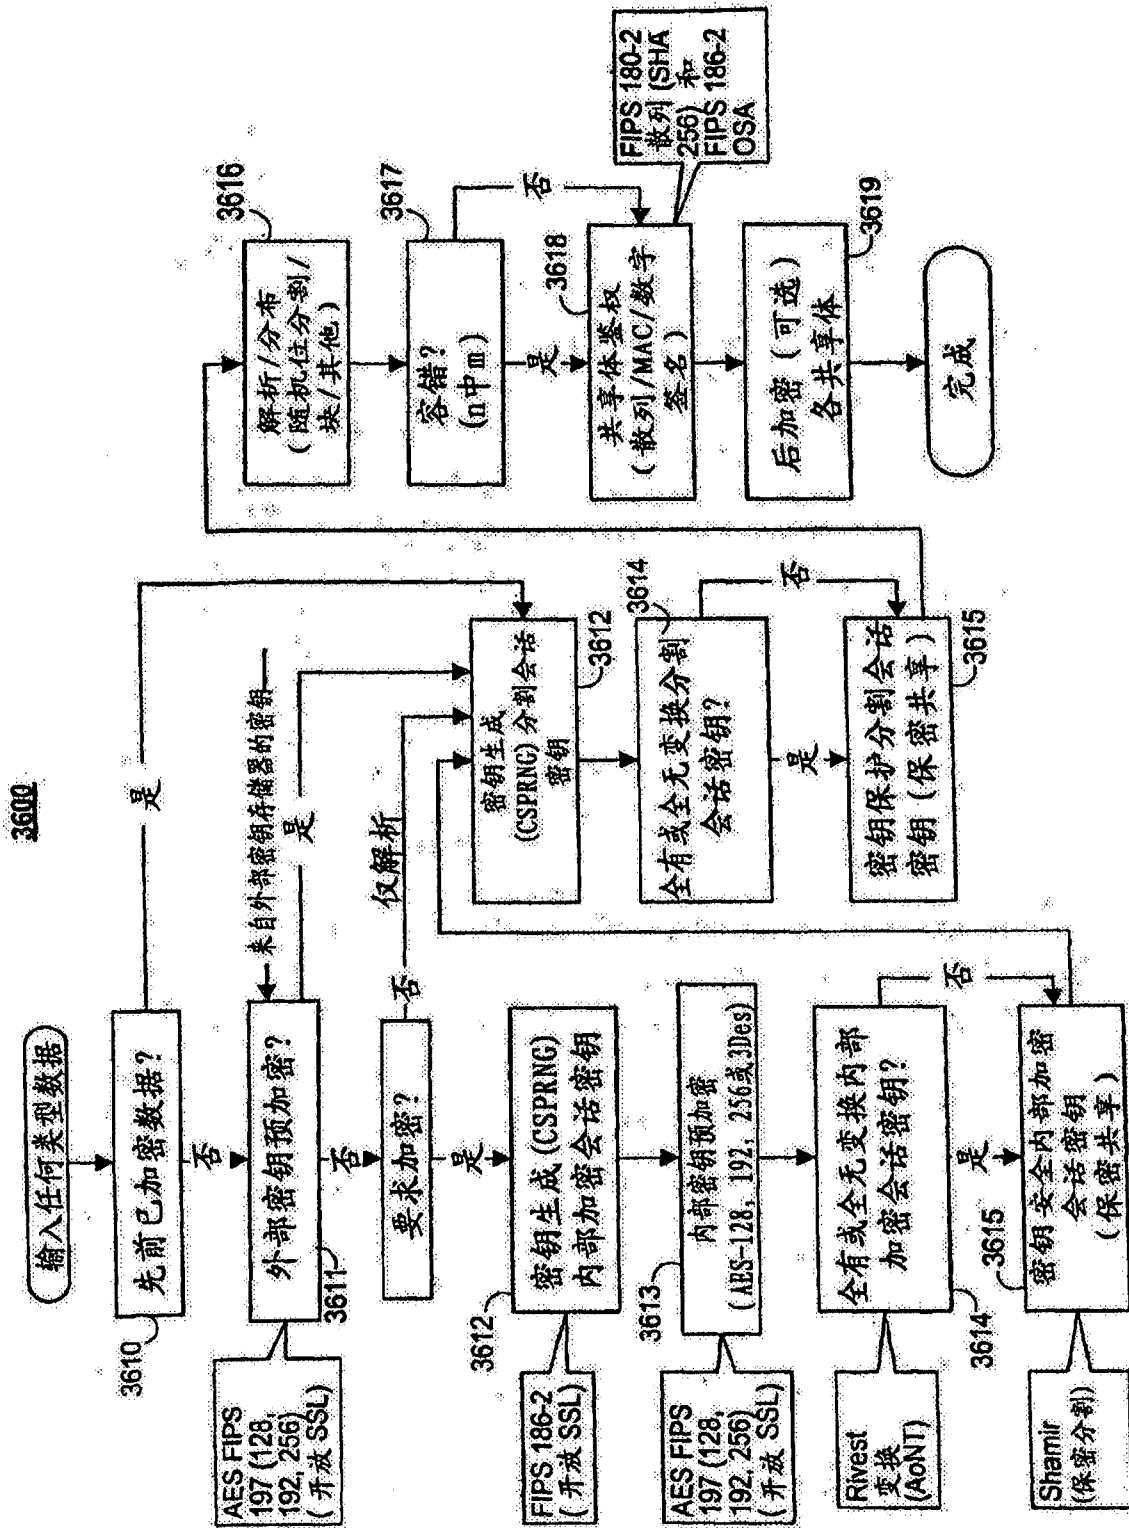 3600
输入任何类型数据
先前已加密数据?
3610
是
否
来自外部密钥存储器的密钥
外部密钥预加密?
3611
AES FIPS
197 (128,
192, 256)
(开放 SSL)
是
否
要求加密?
否
仅解析
是
密钥生成 (CSPRNG)
内部加密会话密钥
3612
FIPS 186-2
(开放 SSL)
内部密钥预加密
(AES-128, 192, 256或3Des)
3613
AES FIPS
197 (128,
192, 256)
(开放 SSL)
全有或全无变换内部
加密会话密钥?
3614
Rivest
变换
(AoNT)
否
是
密钥安全内部加密
会话密钥
(保密共享)
3615
Shamir
(保密分割)
密钥生成
(CSPRNG) 分割会话
密钥
3612
全有或全无变换分割
会话密钥?
3614
否
是
密钥保护分割会话
密钥 (保密共享)
3615
解析/分布
(随机位分割/
块/其他)
3616
容错?
(n中m)
3617
否
是
共享体鉴权
(散列/MAC/数字
签名)
3618
FIPS 180-2
散列 (SHA
256) 和
FIPS 186-2
OSA
后加密 (可选)
各共享体
3619
完成